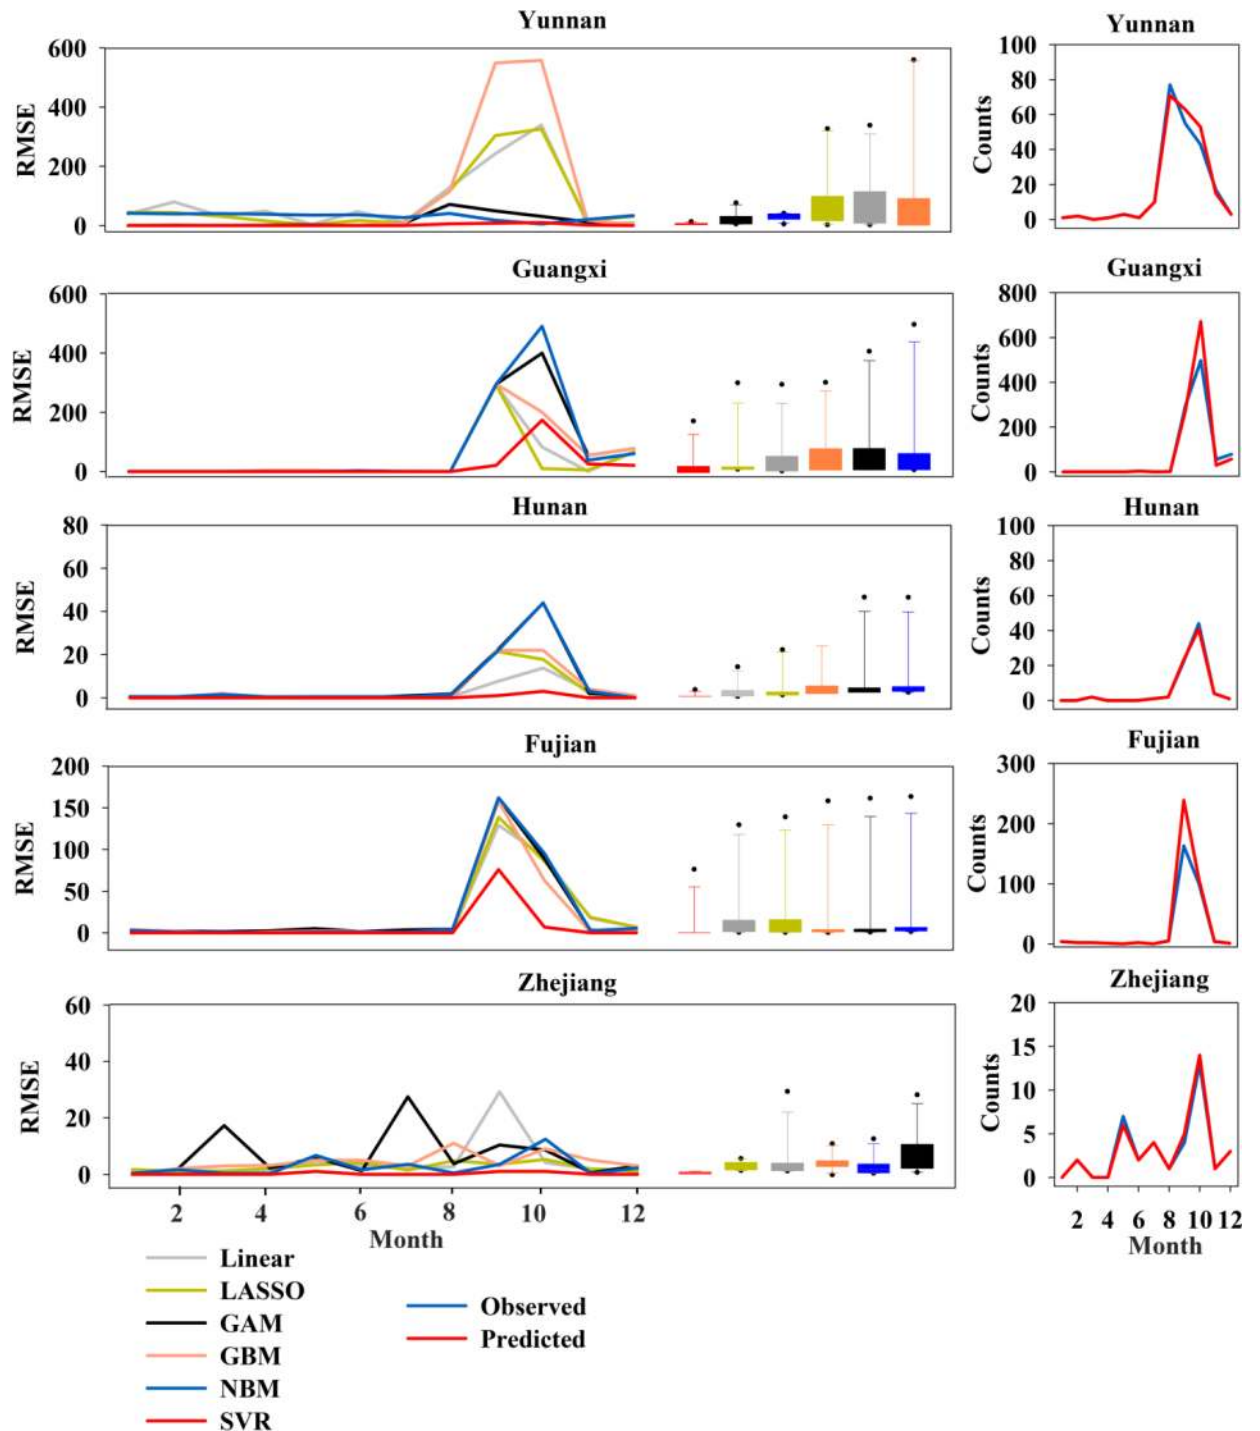 Yunnan
600
400
200
0
RMSE
Yunnan
100
80
60
40
20
0
Counts
Guangxi
600
400
200
0
RMSE
Guangxi
800
600
400
200
0
Counts
Hunan
80
60
40
20
0
RMSE
Hunan
100
80
60
40
20
0
Counts
Fujian
200
150
100
50
0
RMSE
Fujian
300
200
100
0
Counts
Zhejiang
60
40
20
0
RMSE
2 4 6 8 10 12
Month
Zhejiang
20
15
10
5
0
Counts
2 4 6 8 10 12
Month
Linear
LASSO
GAM
GBM
NBM
SVR
Observed
Predicted